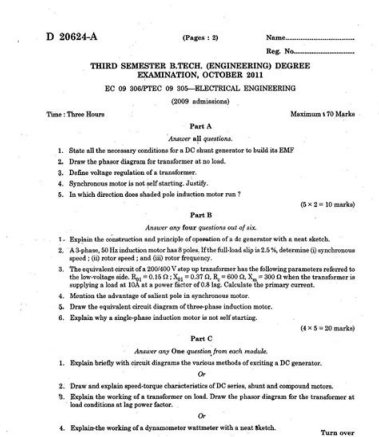 D 20624-A (Pages : 2) Name..............................
Reg. No..........................
THIRD SEMESTER B.TECH. (ENGINEERING) DEGREE
EXAMINATION, OCTOBER 2011
EC 09 306/PTEC 09 305—ELECTRICAL ENGINEERING
(2009 admissions)
Time : Three Hours Maximum : 70 Marks
Part A
Answer all questions.
1. State all the necessary conditions for a DC shunt generator to build its EMF
2. Draw the phasor diagram for transformer at no load.
3. Define voltage regulation of a transformer.
4. Synchronous motor is not self starting. Justify.
5. In which direction does shaded pole induction motor run ?
(5 × 2 = 10 marks)
Part B
Answer any four questions out of six.
1. Explain the construction and principle of operation of a dc generator with a neat sketch.
2. A 3-phase, 50 Hz induction motor has 8 poles. If the full-load slip is 2.5 %, determine (i) synchronous
speed ; (ii) rotor speed ; and (iii) rotor frequency.
3. The equivalent circuit of a 200/400 V step up transformer has the following parameters referred to
the low-voltage side. R₀₁ = 0.15 Ω ; X₀₁ = 0.37 Ω, R₀ = 600 Ω, X₀ = 300 Ω when the transformer is
supplying a load at 10A at a power factor of 0.8 lag. Calculate the primary current.
4. Mention the advantage of salient pole in synchronous motor.
5. Draw the equivalent circuit diagram of three-phase induction motor.
6. Explain why a single-phase induction motor is not self starting.
(4 × 5 = 20 marks)
Part C
Answer any One question from each module.
1. Explain briefly with circuit diagrams the various methods of exciting a DC generator.
Or
2. Draw and explain speed-torque characteristics of DC series, shunt and compound motors.
3. Explain the working of a transformer on load. Draw the phasor diagram for the transformer at
load conditions at lag power factor.
Or
4. Explain the working of a dynamometer wattmeter with a neat sketch.
Turn over